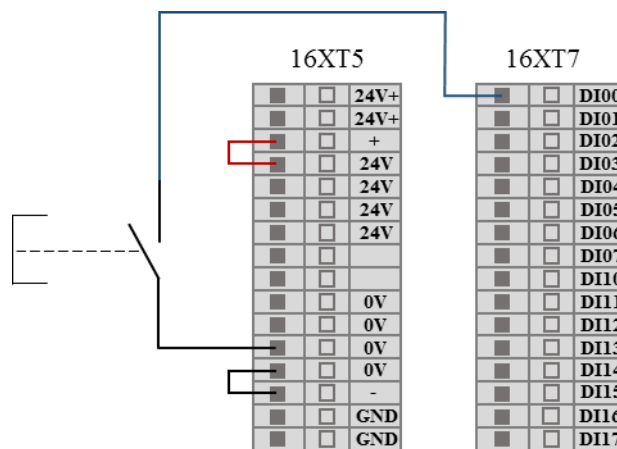 16XT5
24V+
24V+
+
24V
24V
24V
24V
0V
0V
0V
0V
-
GND
GND
16XT7
DI00
DI01
DI02
DI03
DI04
DI05
DI06
DI07
DI10
DI11
DI12
DI13
DI14
DI15
DI16
DI17